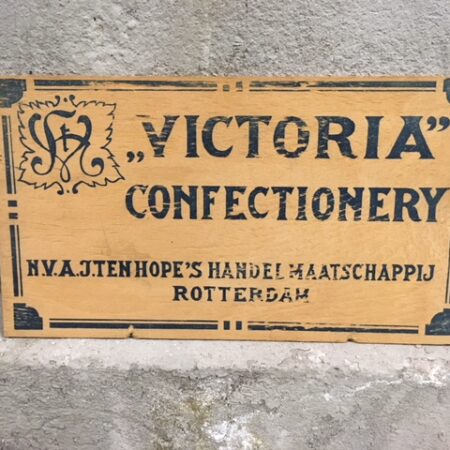 „VICTORIA”
CONFECTIONERY
N.V. A.J. TEN HOPE'S HANDEL MAATSCHAPPIJ
ROTTERDAM